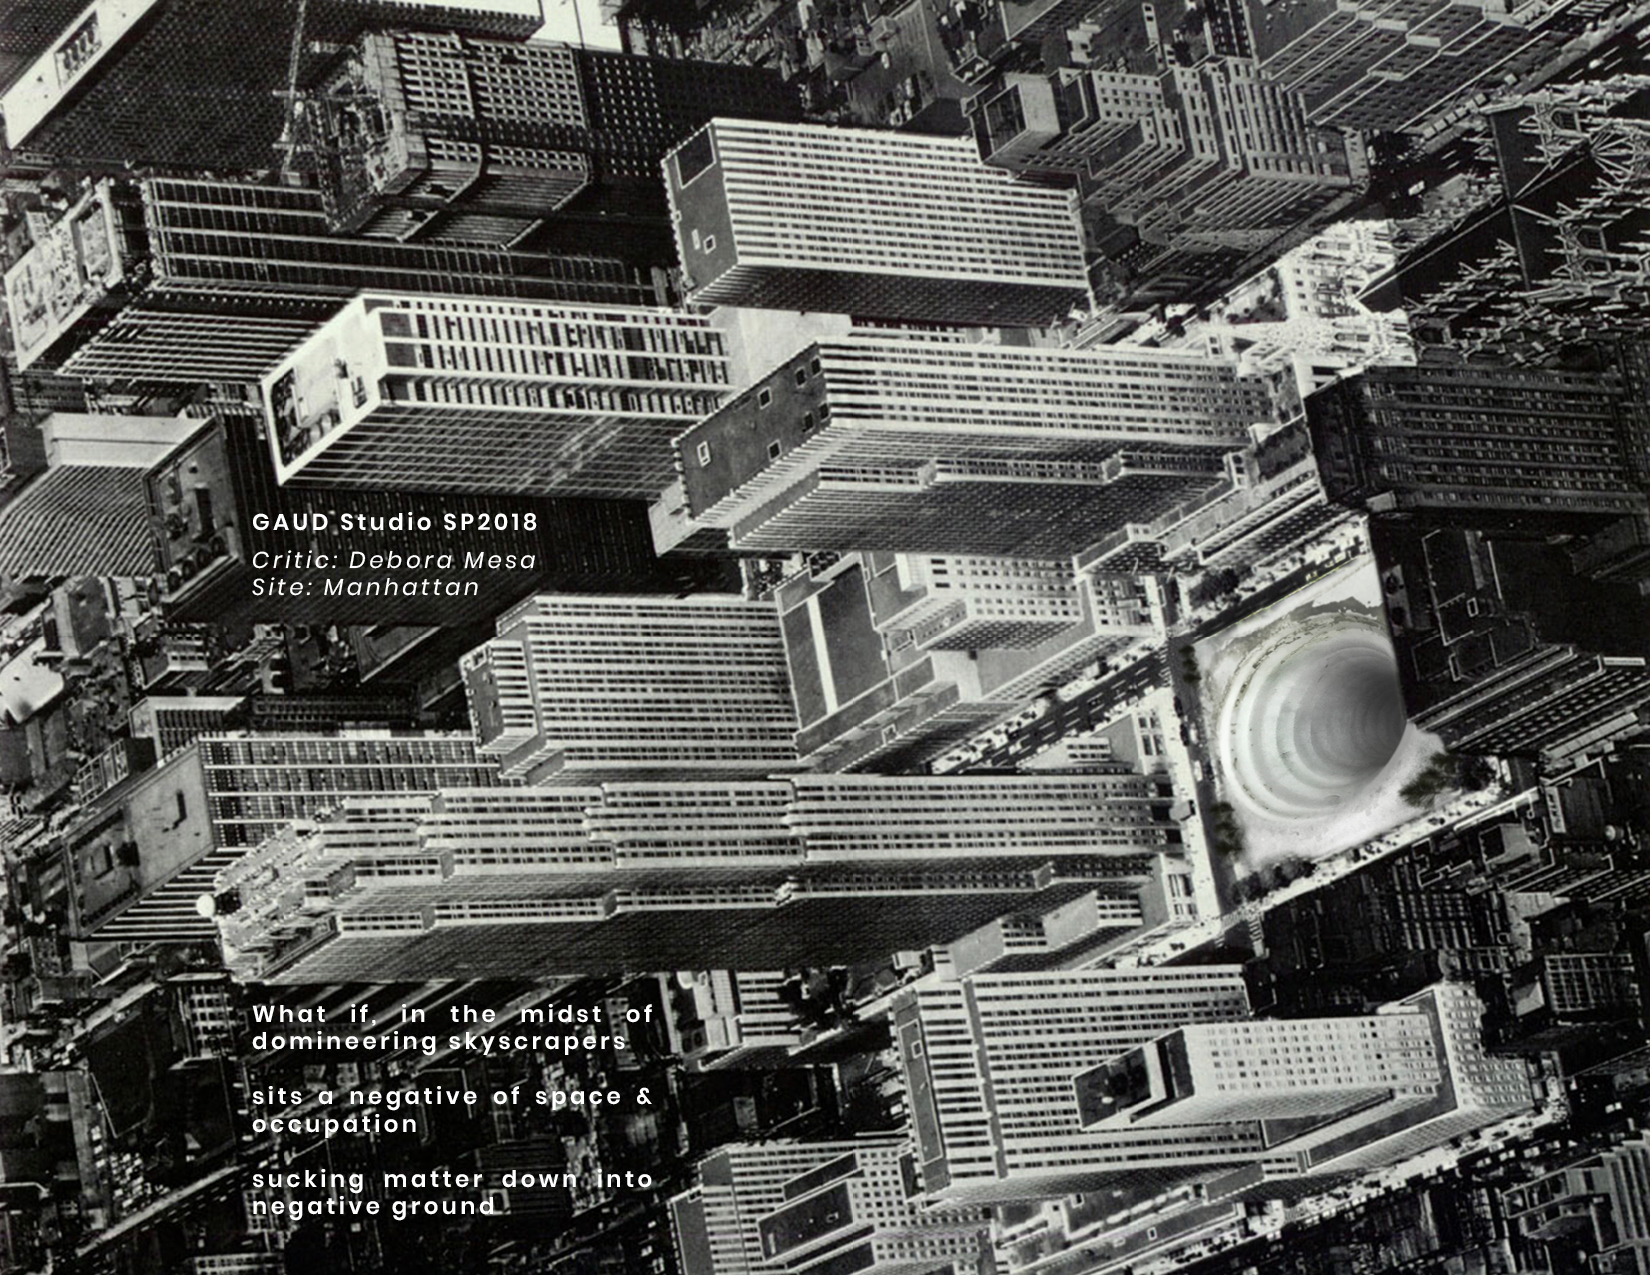 GAUD Studio SP2018
Critic: Debora Mesa
Site: Manhattan
What if, in the midst of
domineering skyscrapers
sits a negative of space &
occupation
sucking matter down into
negative ground